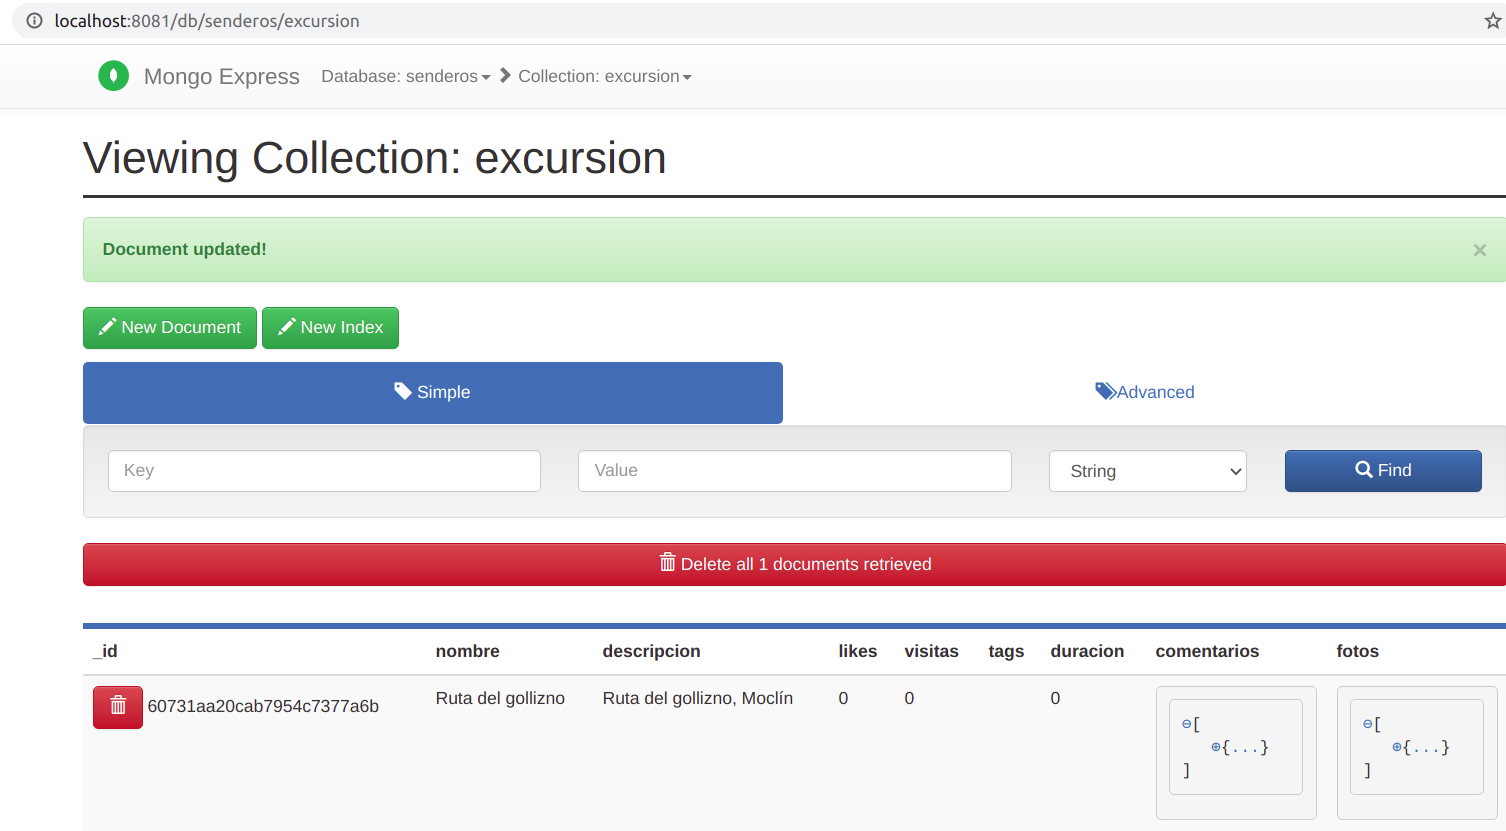 localhost:8081/db/senderos/excursion
Mongo Express Database: senderos Collection: excursion
Viewing Collection: excursion
Document updated!
×
New Document New Index
Simple Advanced
Key Value String Find
Delete all 1 documents retrieved
_id nombre descripcion likes visitas tags duracion comentarios fotos
60731aa20cab7954c7377a6b Ruta del gollizno Ruta del gollizno, Moclín 0 0 0
[ [
{...} {...}
] ]